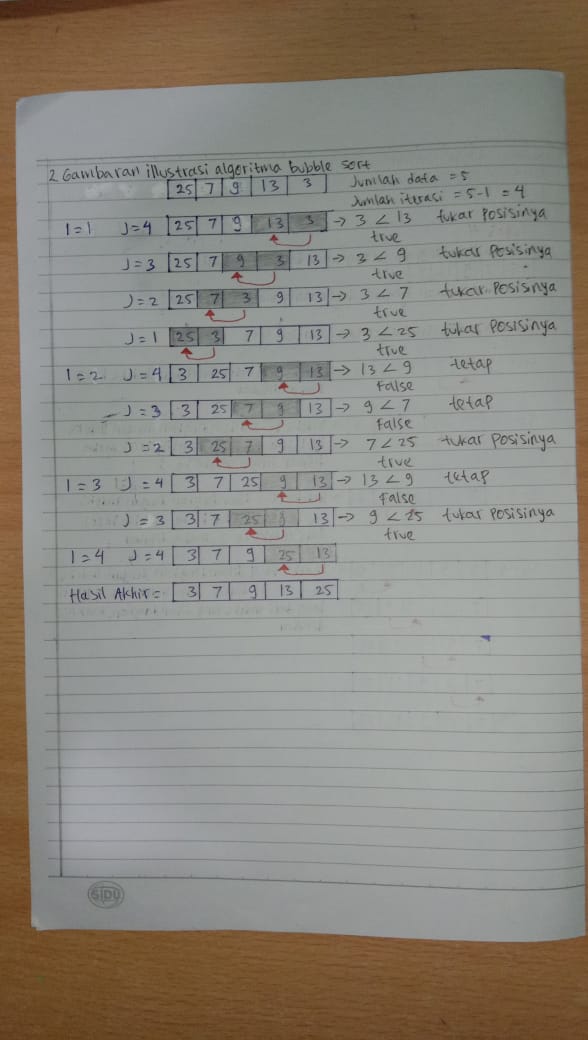 2. Gambaran illustrasi algoritma bubble sort
25 7 9 13 3 Jumlah data = 5
Jumlah iterasi = 5-1 = 4
I=1 J=4 25 7 9 13 3 → 3 < 13 tukar posisinya
true
J=3 25 7 9 3 13 → 3 < 9 tukar posisinya
true
J=2 25 7 3 9 13 → 3 < 7 tukar posisinya
true
J=1 25 3 7 9 13 → 3 < 25 tukar posisinya
true
I=2 J=4 3 25 7 9 13 → 13 < 9 tetap
False
J=3 3 25 7 9 13 → 9 < 7 tetap
False
J=2 3 25 7 9 13 → 7 < 25 tukar posisinya
true
I=3 J=4 3 7 25 9 13 → 13 < 9 tetap
False
J=3 3 7 25 9 13 → 9 < 25 tukar posisinya
true
I=4 J=4 3 7 9 25 13
Hasil Akhir = 3 7 9 13 25
SIDU